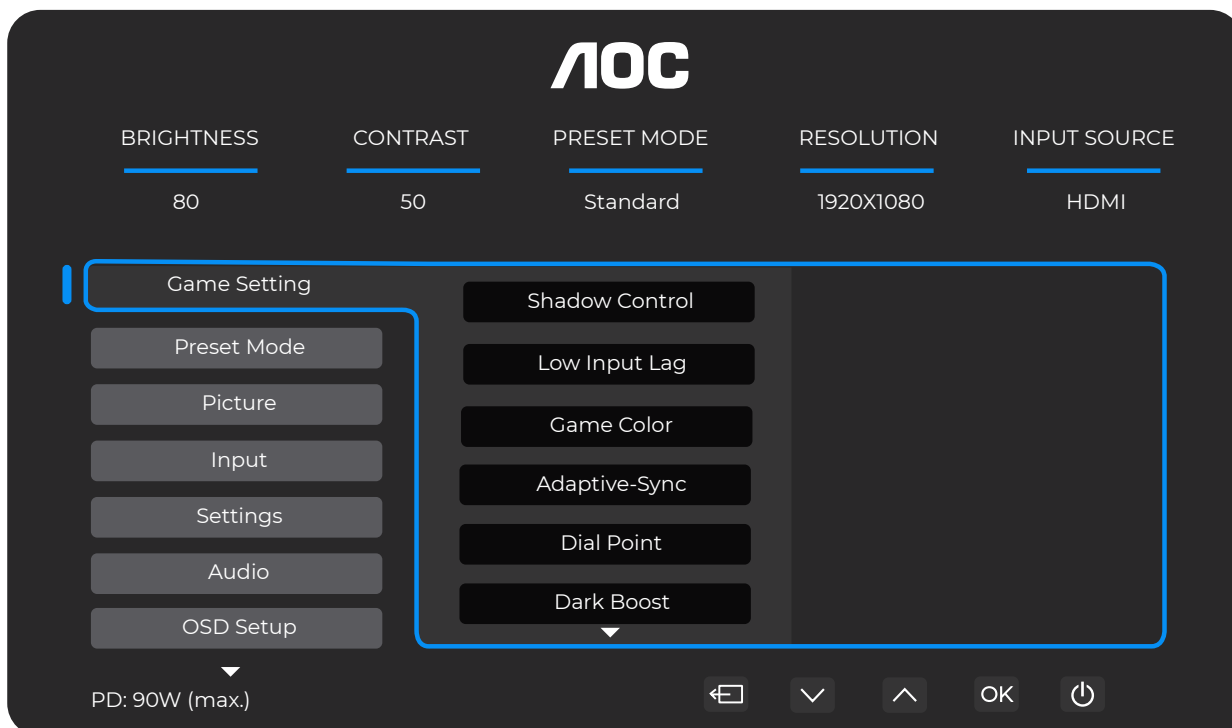 AOC
BRIGHTNESS CONTRAST PRESET MODE RESOLUTION INPUT SOURCE
80 50 Standard 1920X1080 HDMI
Game Setting
Preset Mode
Picture
Input
Settings
Audio
OSD Setup
Shadow Control
Low Input Lag
Game Color
Adaptive-Sync
Dial Point
Dark Boost
PD: 90W (max.)
OK